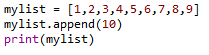 mylist = [1,2,3,4,5,6,7,8,9]
mylist.append(10)
print(mylist)